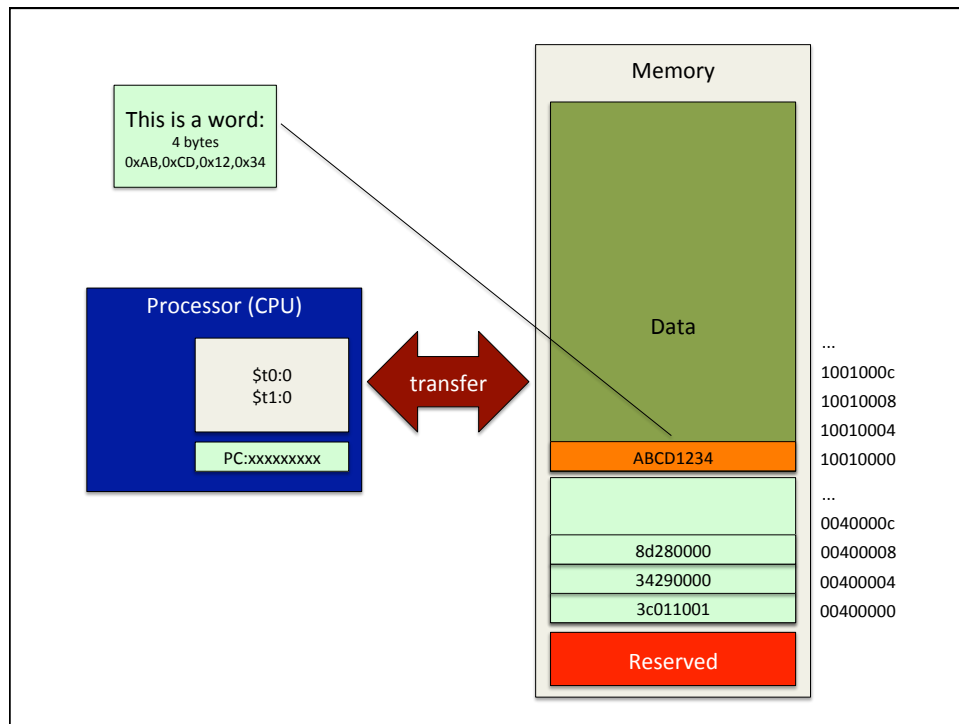 This is a word:
4 bytes
0xAB,0xCD,0x12,0x34
Processor (CPU)
$t0:0
$t1:0
PC:xxxxxxxxx
transfer
Memory
Data
ABCD1234
8d280000
34290000
3c011001
Reserved
...
1001000c
10010008
10010004
10010000
...
0040000c
00400008
00400004
00400000